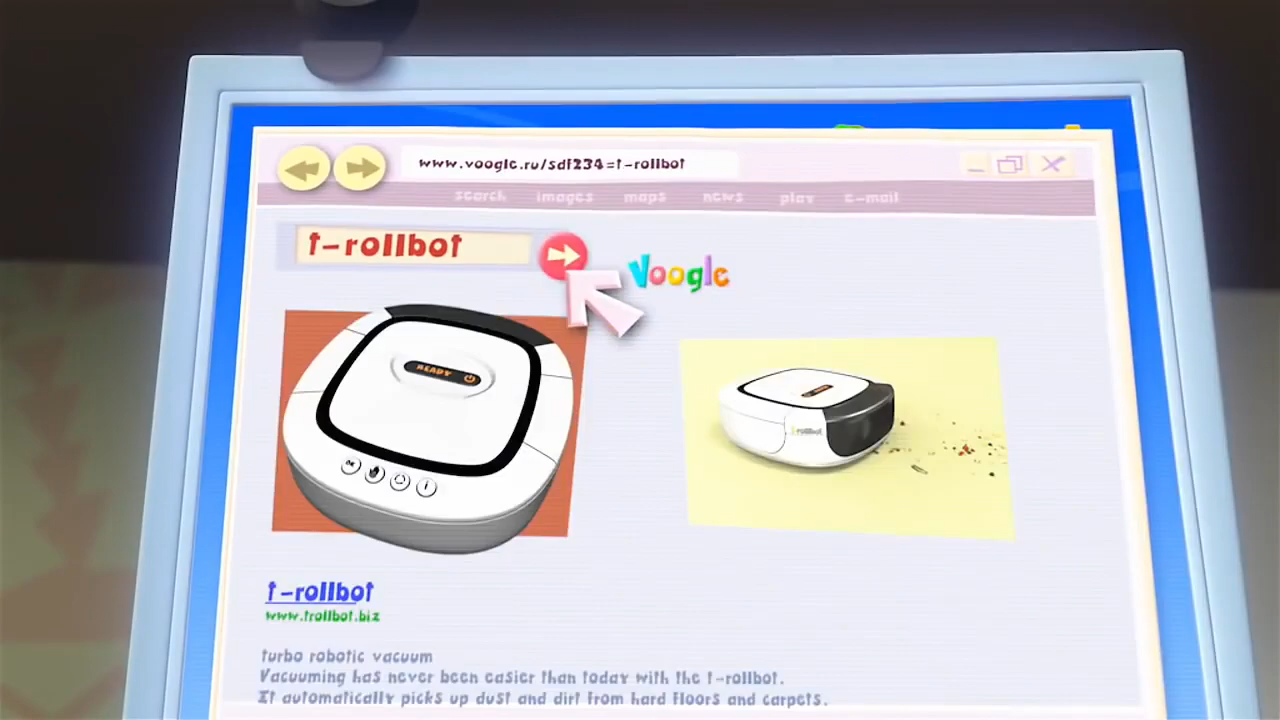 www.voogle.ru/sdf234=t-rollbot
search images maps news play e-mail
t-rollbot
Voogle
READY
t-rollbot
t-rollbot
www.trollbot.biz
turbo robotic vacuum
Vacuuming has never been easier than today with the t-rollbot.
It automatically picks up dust and dirt from hard floors and carpets.